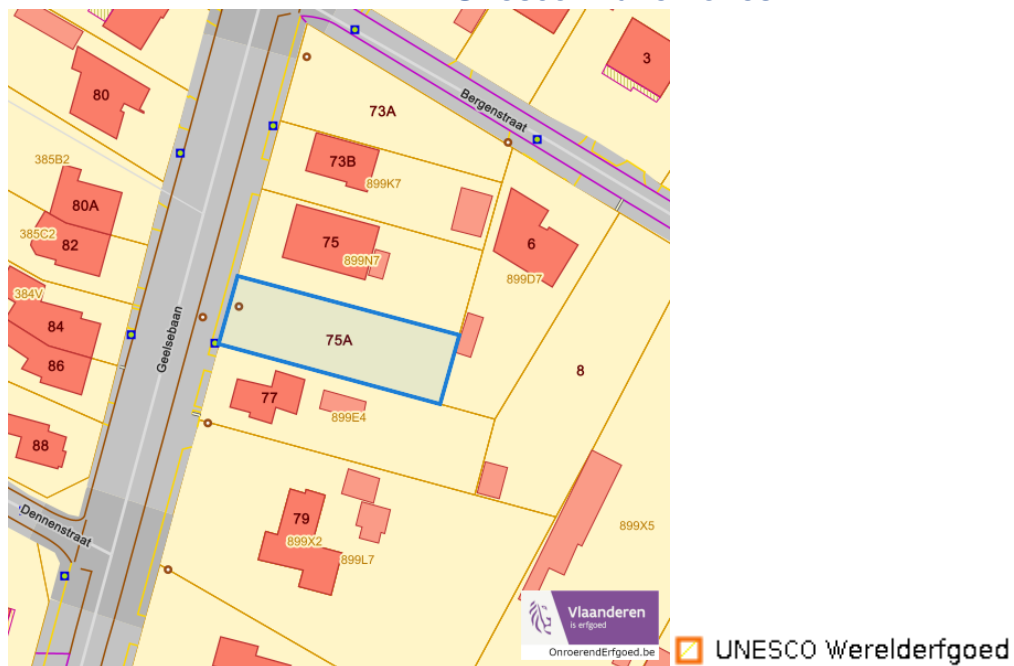 3
80
Bergenstraat
73A
385B2
73B
899K7
80A
385C2
82
75
6
899N7
899D7
384V
84
75A
Geelsebaan
86
8
77
899E4
88
Dennenstraat
79
899X5
899X2
899L7
Vlaanderen
is erfgoed
OnroerendErfgoed.be
UNESCO Werelderfgoed